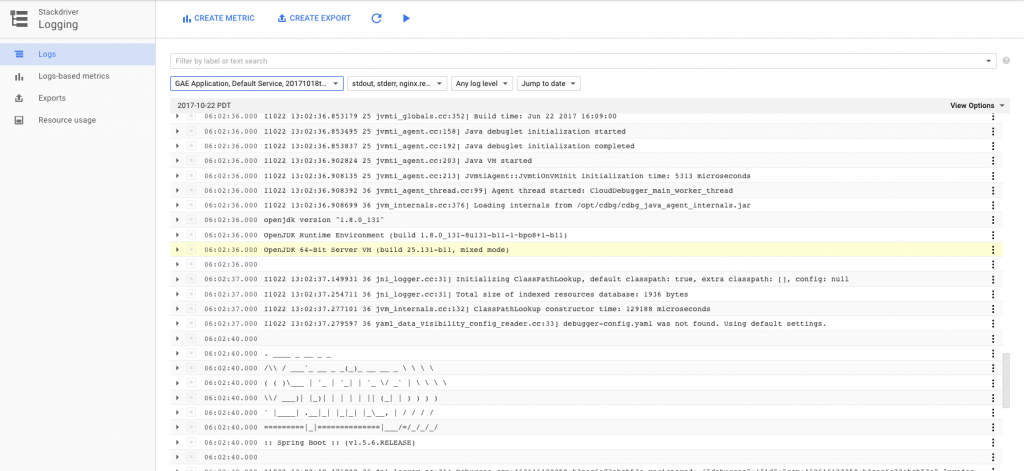 Stackdriver
Logging
CREATE METRIC
CREATE EXPORT
Logs
Logs-based metrics
Exports
Resource usage
Filter by label or text search
GAE Application, Default Service, 20171018t...
stdout, stderr, nginx.re...
Any log level
Jump to date
2017-10-22 PDT
View Options
06:02:36.000 I1022 13:02:36.853179 25 jvmti_globals.cc:352] Build time: Jun 22 2017 16:09:00
06:02:36.000 I1022 13:02:36.853495 25 jvmti_agent.cc:158] Java debuglet initialization started
06:02:36.000 I1022 13:02:36.853837 25 jvmti_agent.cc:192] Java debuglet initialization completed
06:02:36.000 I1022 13:02:36.902824 25 jvmti_agent.cc:203] Java VM started
06:02:36.000 I1022 13:02:36.908135 25 jvmti_agent.cc:213] JvmtiAgent::JvmtiOnVMInit initialization time: 5313 microseconds
06:02:36.000 I1022 13:02:36.908392 36 jvmti_agent_thread.cc:99] Agent thread started: CloudDebugger_main_worker_thread
06:02:36.000 I1022 13:02:36.908699 36 jvm_internals.cc:376] Loading internals from /opt/cdbg/cdbg_java_agent_internals.jar
06:02:36.000 openjdk version "1.8.0_131"
06:02:36.000 OpenJDK Runtime Environment (build 1.8.0_131-8u131-b11-1~bpo8+1-b11)
06:02:36.000 OpenJDK 64-Bit Server VM (build 25.131-b11, mixed mode)
06:02:36.000
06:02:37.000 I1022 13:02:37.149931 36 jni_logger.cc:31] Initializing ClassPathLookup, default classpath: true, extra classpath: [], config: null
06:02:37.000 I1022 13:02:37.254711 36 jni_logger.cc:31] Total size of indexed resources database: 1936 bytes
06:02:37.000 I1022 13:02:37.277101 36 jvm_internals.cc:132] ClassPathLookup constructor time: 129188 microseconds
06:02:37.000 I1022 13:02:37.279597 36 yaml_data_visibility_config_reader.cc:33] debugger-config.yaml was not found. Using default settings.
06:02:40.000
06:02:40.000 . ____ _ __ _ _
06:02:40.000 /\\ / ___'_ __ _ _(_)_ __ __ _ \ \ \ \
06:02:40.000 ( ( )\___ | '_ | '_| | '_ \/ _` | \ \ \ \
06:02:40.000 \\/ ___)| |_)| | | | | || (_| | ) ) ) )
06:02:40.000 ' |____| .__|_| |_|_| |_\__, | / / / /
06:02:40.000 =========|_|==============|___/=/_/_/_/
06:02:40.000 :: Spring Boot :: (v1.5.6.RELEASE)
06:02:40.000